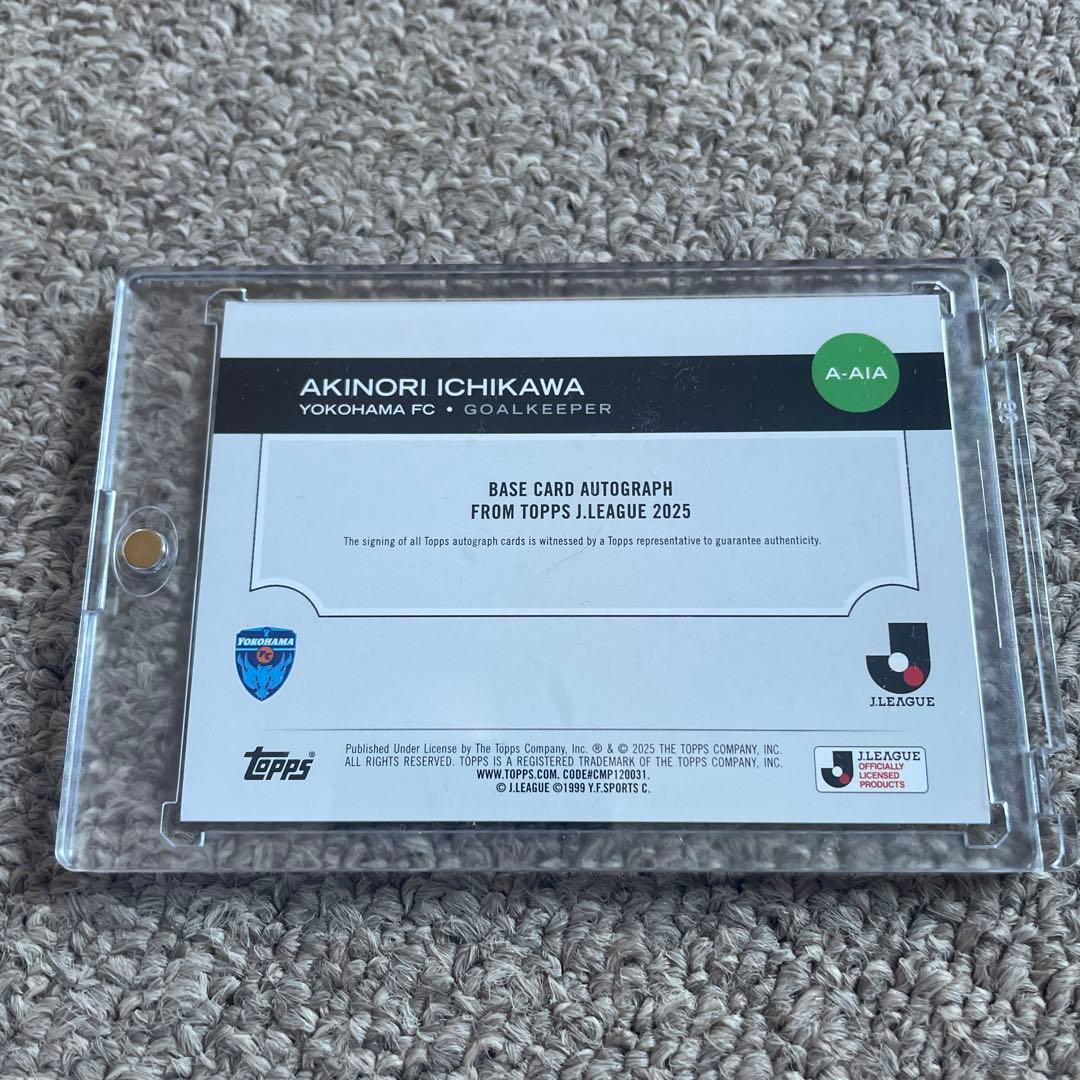 AKINORI ICHIKAWA
A-AIA
YOKOHAMA FC • GOALKEEPER
BASE CARD AUTOGRAPH
FROM TOPPS J.LEAGUE 2025
The signing of all Topps autograph cards is witnessed by a Topps representative to guarantee authenticity.
YOKOHAMA
FC
J.LEAGUE
topps®
Published Under License by The Topps Company, Inc. ® & © 2025 THE TOPPS COMPANY, INC.
ALL RIGHTS RESERVED. TOPPS IS A REGISTERED TRADEMARK OF THE TOPPS COMPANY, INC.
WWW.TOPPS.COM. CODE#CMP120031.
© J.LEAGUE ©1999 Y.F.SPORTS C.
J.LEAGUE
OFFICIALLY
LICENSED
PRODUCTS